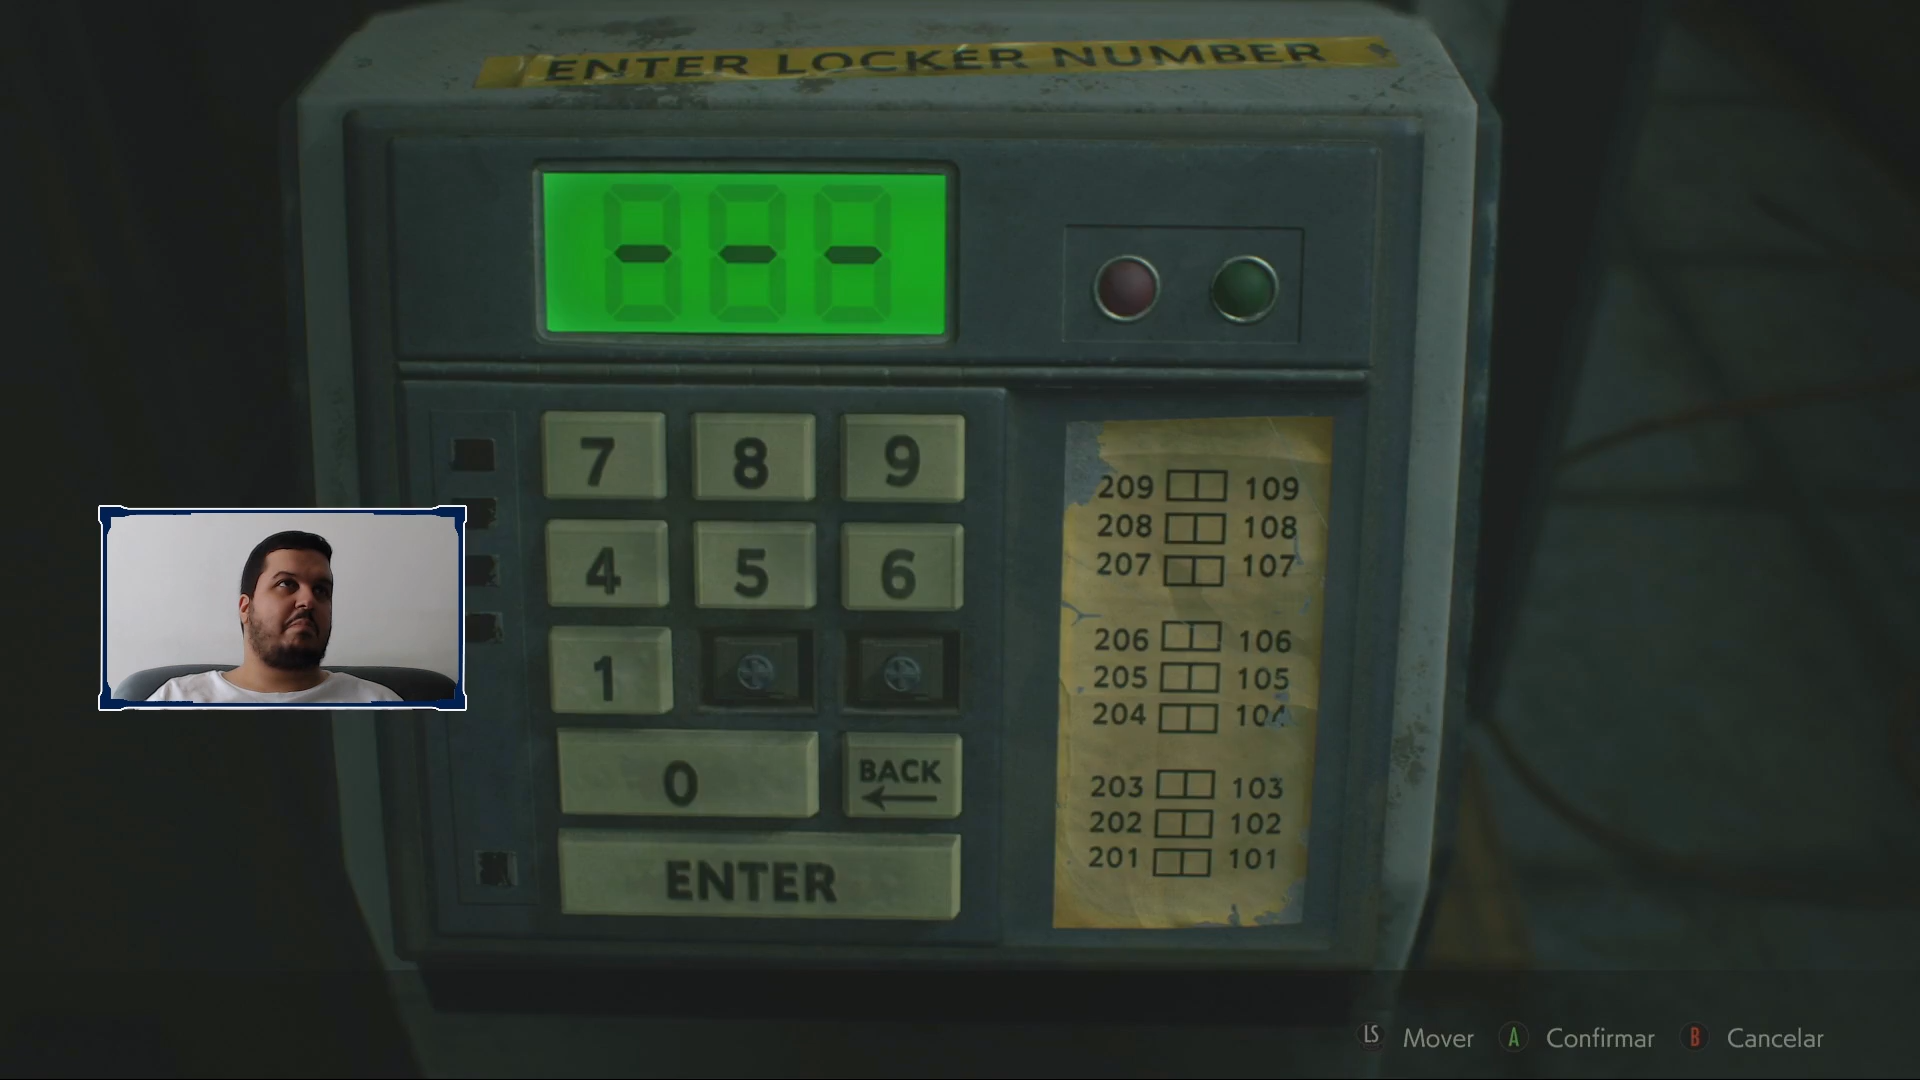 ENTER LOCKER NUMBER
7 8 9
4 5 6
1
0 BACK
ENTER
209 109
208 108
207 107
206 106
205 105
204 104
203 103
202 102
201 101
LS Mover A Confirmar B Cancelar